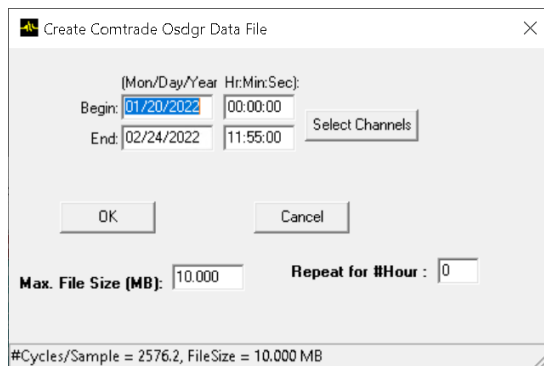 Create Comtrade Osdgr Data File
(Mon/Day/Year Hr:Min:Sec):
Begin: 01/20/2022 00:00:00
End: 02/24/2022 11:55:00
Select Channels
OK Cancel
Max. File Size (MB): 10.000 Repeat for #Hour : 0
#Cycles/Sample = 2576.2, FileSize = 10.000 MB